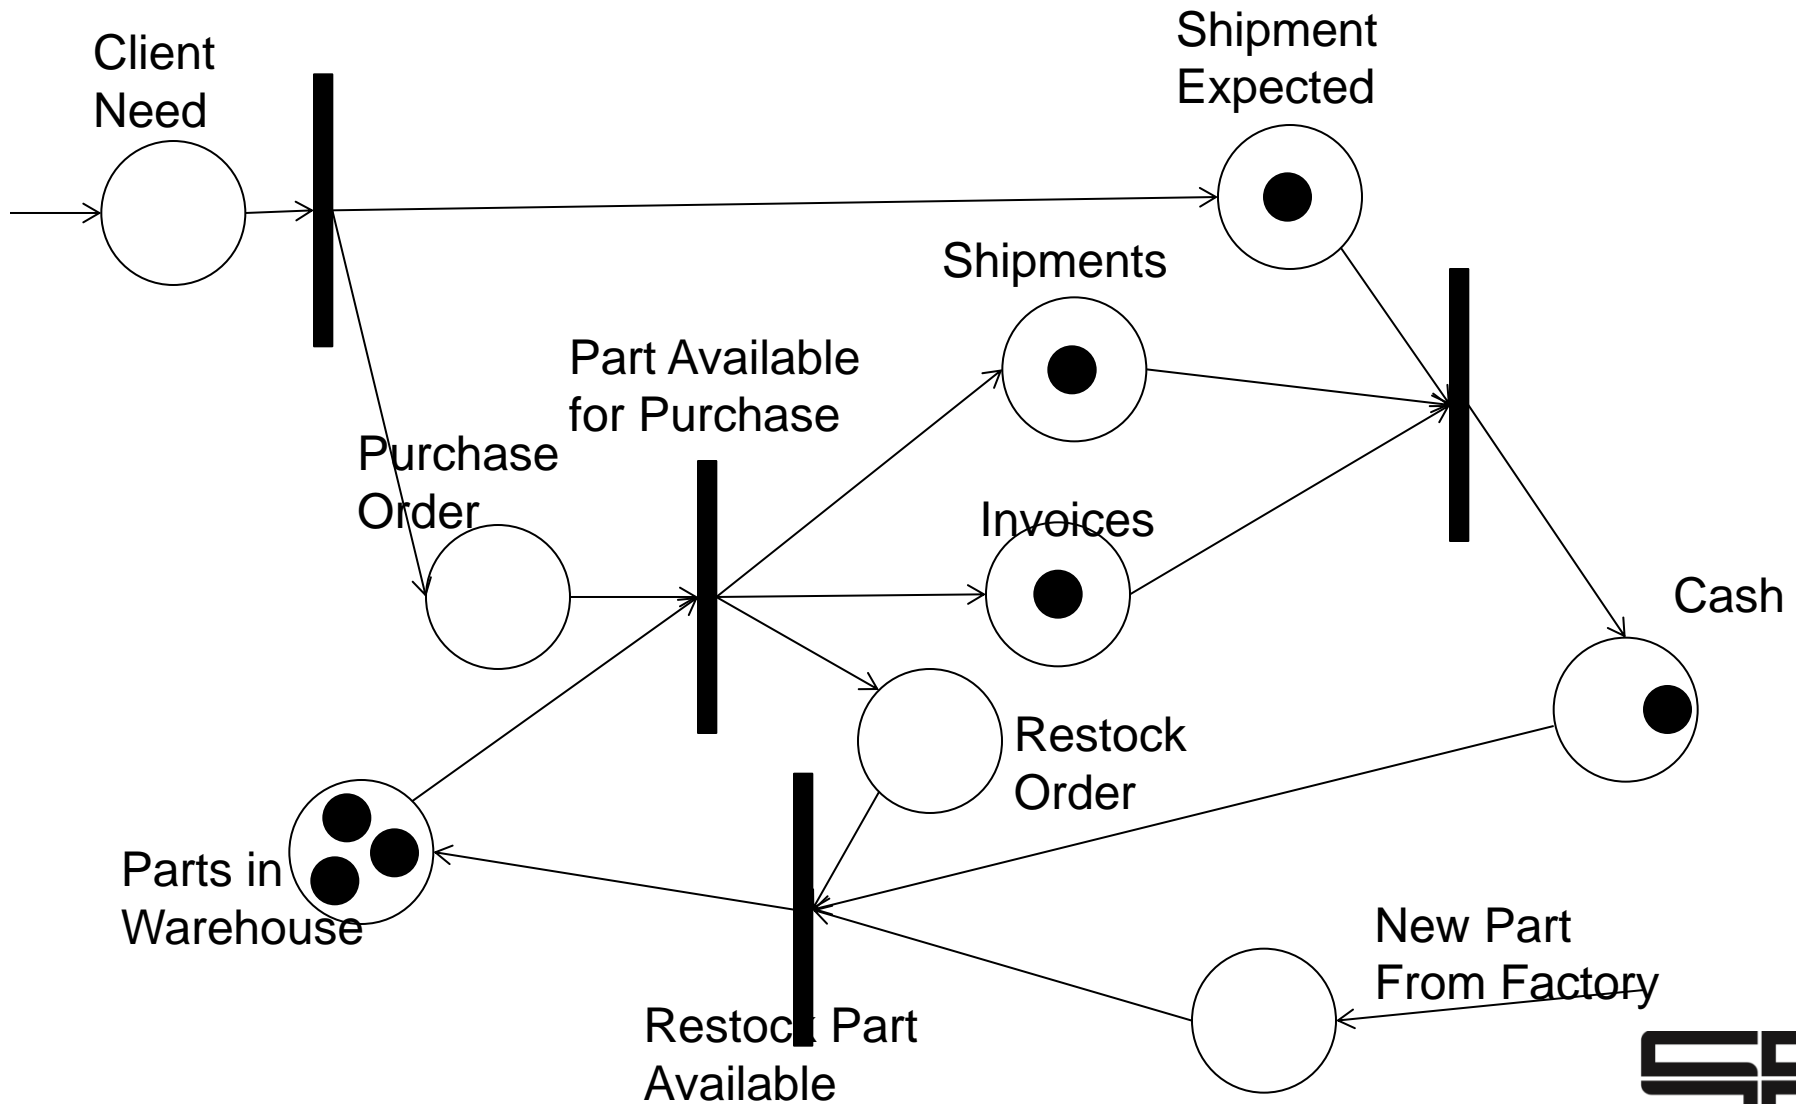 Client
Need
Shipment
Expected
Shipments
Part Available
for Purchase
Purchase
Order
Invoices
Cash
Restock
Order
Parts in
Warehouse
New Part
From Factory
Restock Part
Available